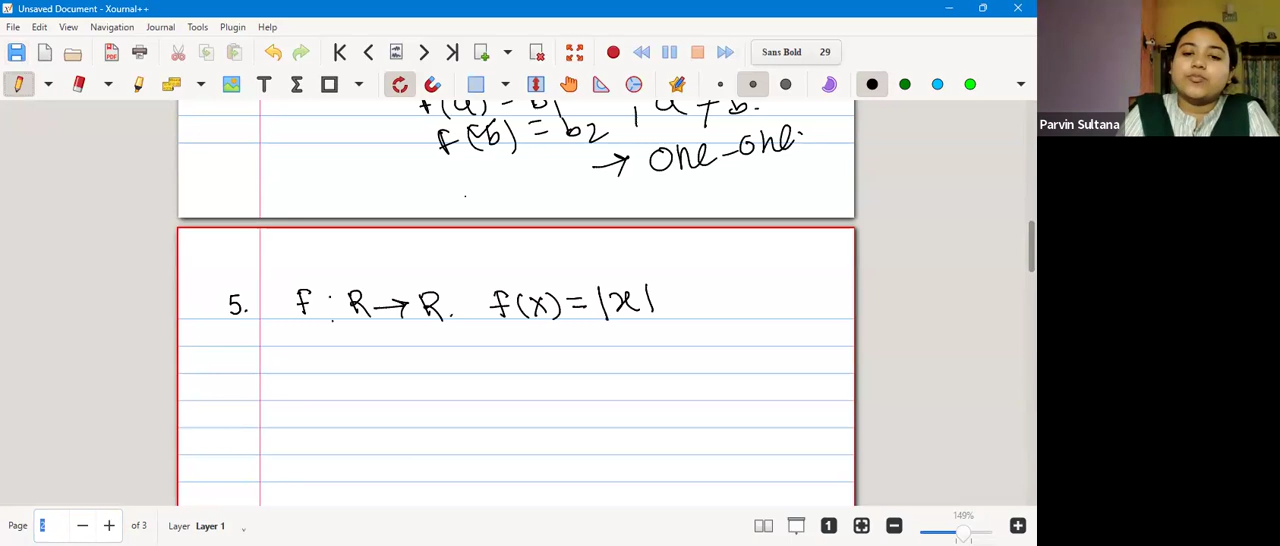 Unsaved Document - Xournal++
File Edit View Navigation Journal Tools Plugin Help
Sans Bold 29
Parvin Sultana
= b2
→ one-one.
5. f : R → R. f(x) = |x|
Page 2 of 3 Layer Layer 1
149%